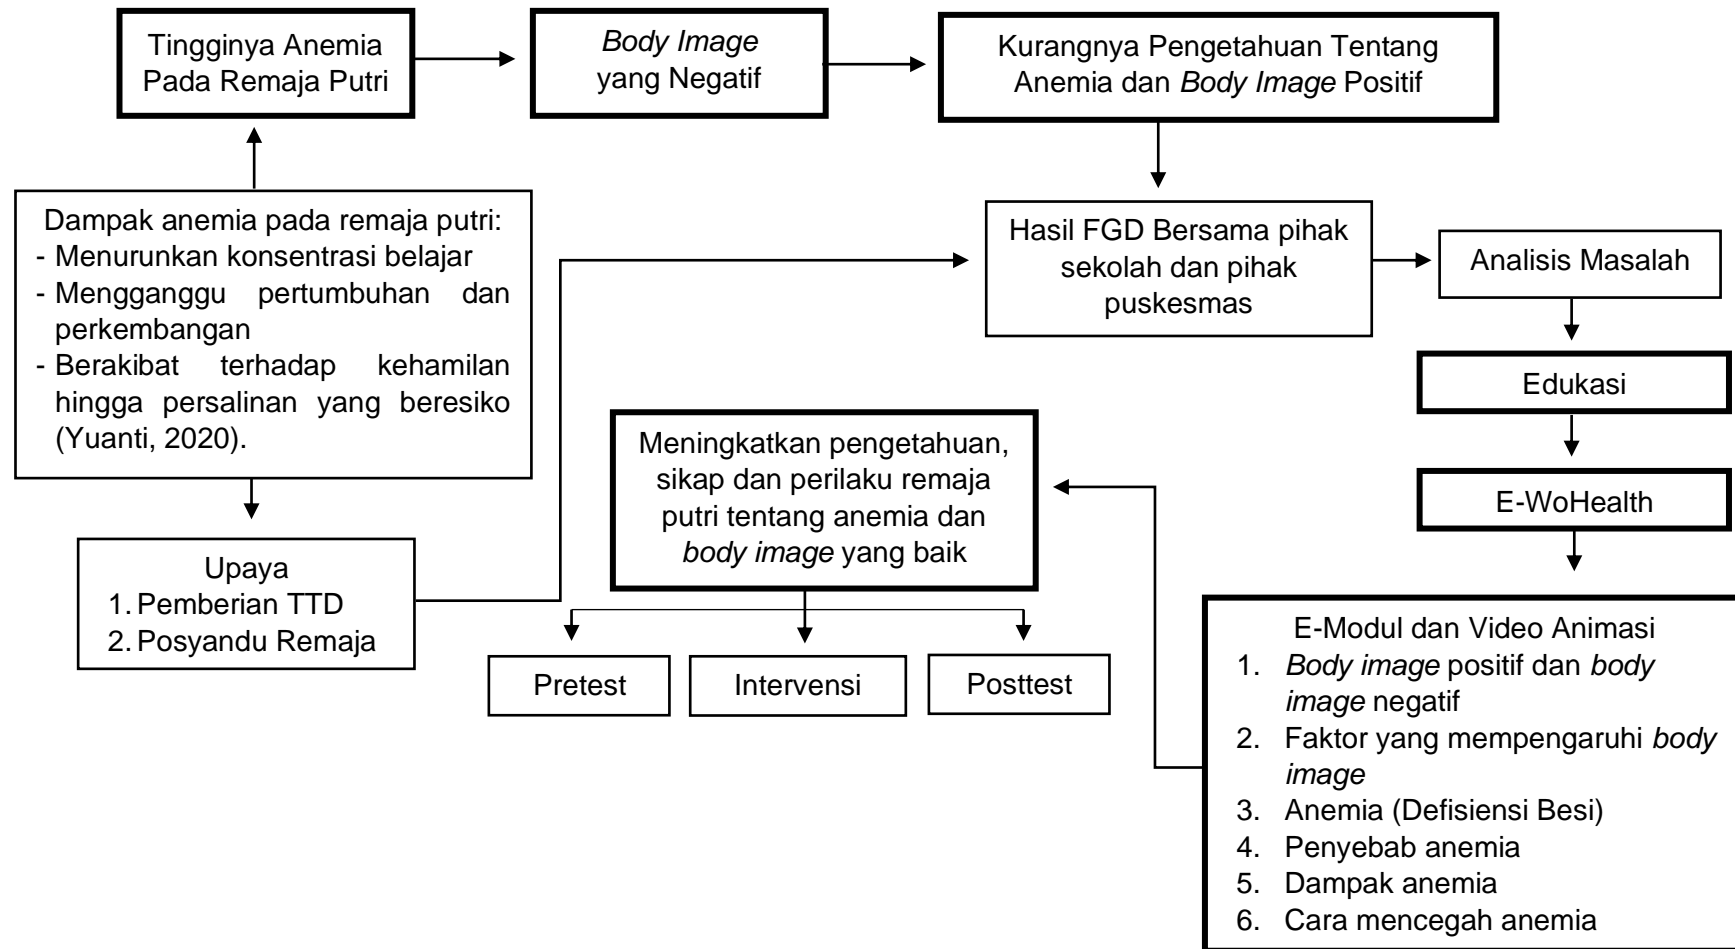 Tingginya Anemia
Pada Remaja Putri
Body Image
yang Negatif
Kurangnya Pengetahuan Tentang
Anemia dan Body Image Positif
Dampak anemia pada remaja putri:
- Menurunkan konsentrasi belajar
- Mengganggu pertumbuhan dan
perkembangan
- Berakibat terhadap kehamilan
hingga persalinan yang beresiko
(Yuanti, 2020).
Hasil FGD Bersama pihak
sekolah dan pihak
puskesmas
Analisis Masalah
Edukasi
E-WoHealth
Upaya
1. Pemberian TTD
2. Posyandu Remaja
Meningkatkan pengetahuan,
sikap dan perilaku remaja
putri tentang anemia dan
body image yang baik
Pretest
Intervensi
Posttest
E-Modul dan Video Animasi
1. Body image positif dan body
image negatif
2. Faktor yang mempengaruhi body
image
3. Anemia (Defisiensi Besi)
4. Penyebab anemia
5. Dampak anemia
6. Cara mencegah anemia